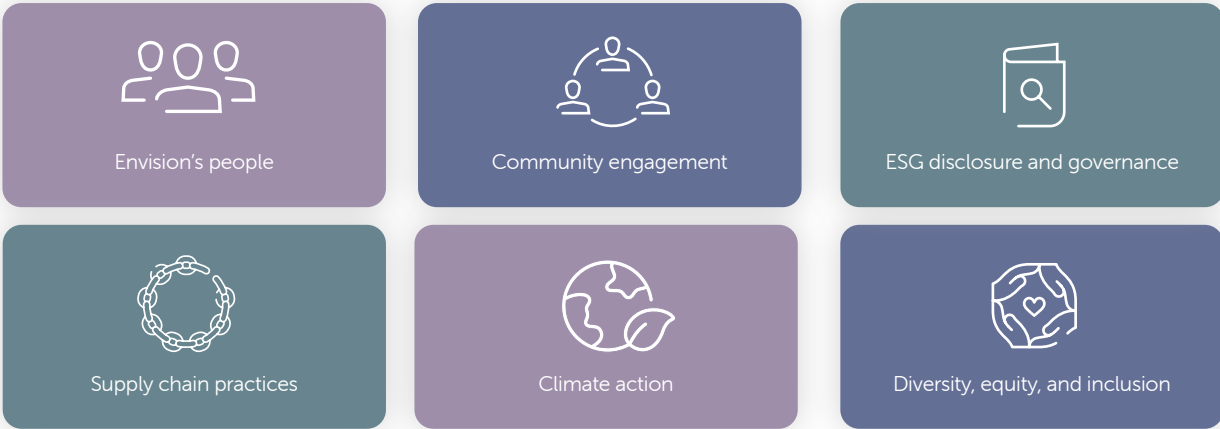 Envision’s people
Community engagement
ESG disclosure and governance
Supply chain practices
Climate action
Diversity, equity, and inclusion